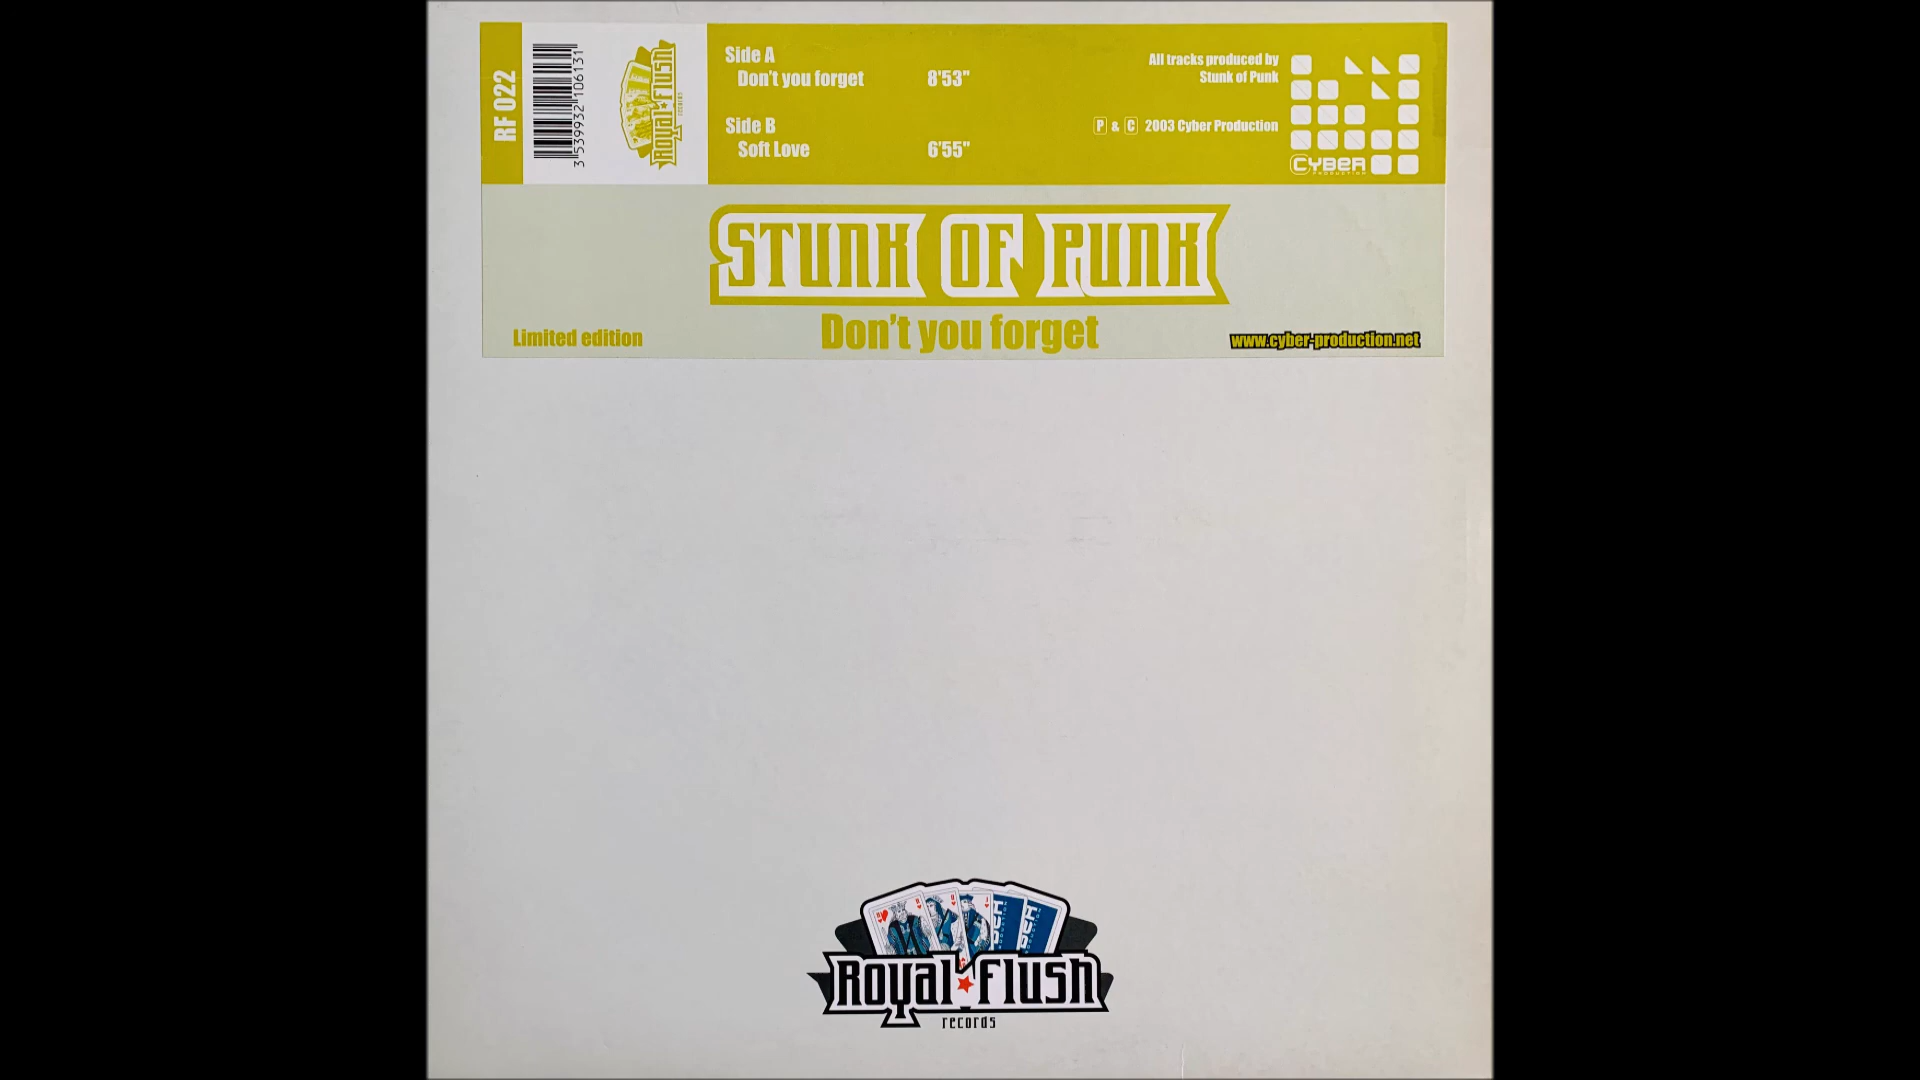 RF 022
3 539932 106131
Royal Flush
records
Side A
Don't you forget 8'53"
Side B
Soft Love 6'55"
All tracks produced by
Stunk of Punk
P & C 2003 Cyber Production
CYBER
PRODUCTION
STUNK OF PUNK
Don't you forget
Limited edition
www.cyber-production.net
Royal Flush
records